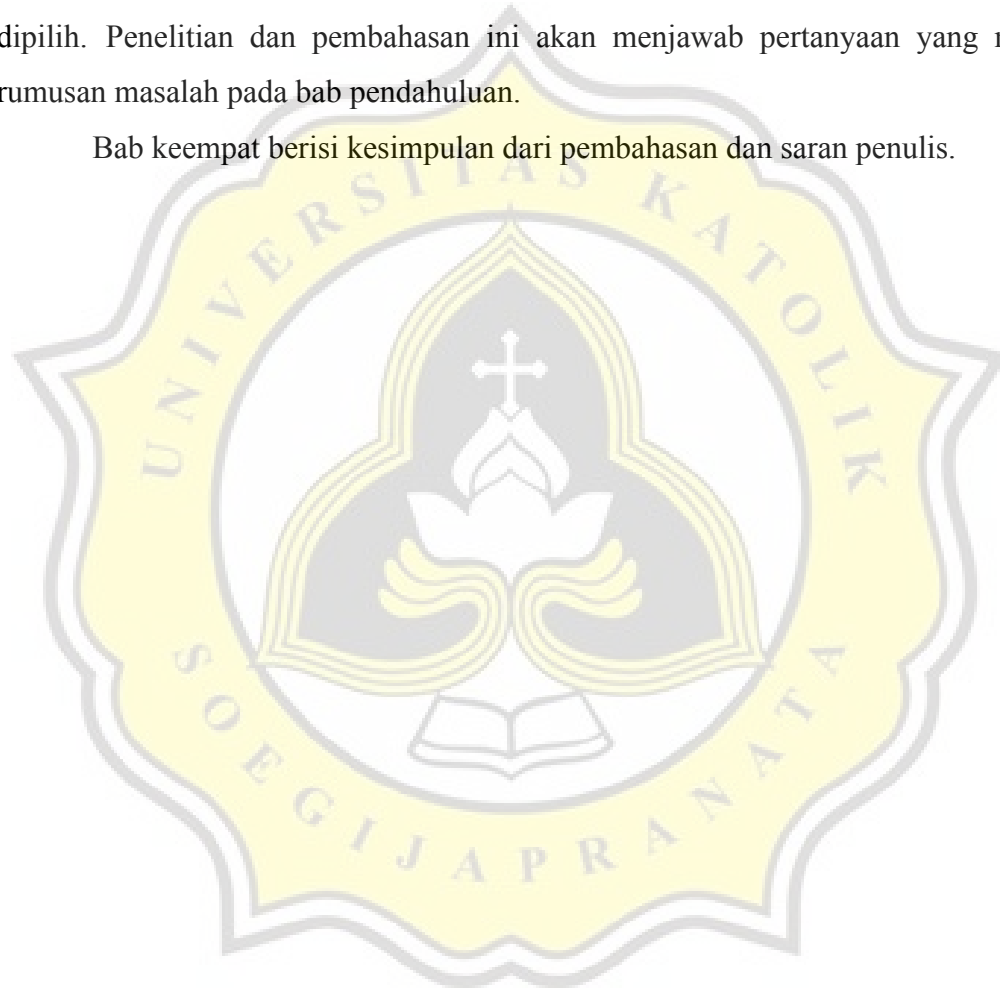 dipilih. Penelitian dan pembahasan ini akan menjawab pertanyaan yang
rumusan masalah pada bab pendahuluan.
Bab keempat berisi kesimpulan dari pembahasan dan saran penulis.
UNIVERSITAS KATOLIK
SOEGIJAPRANATA